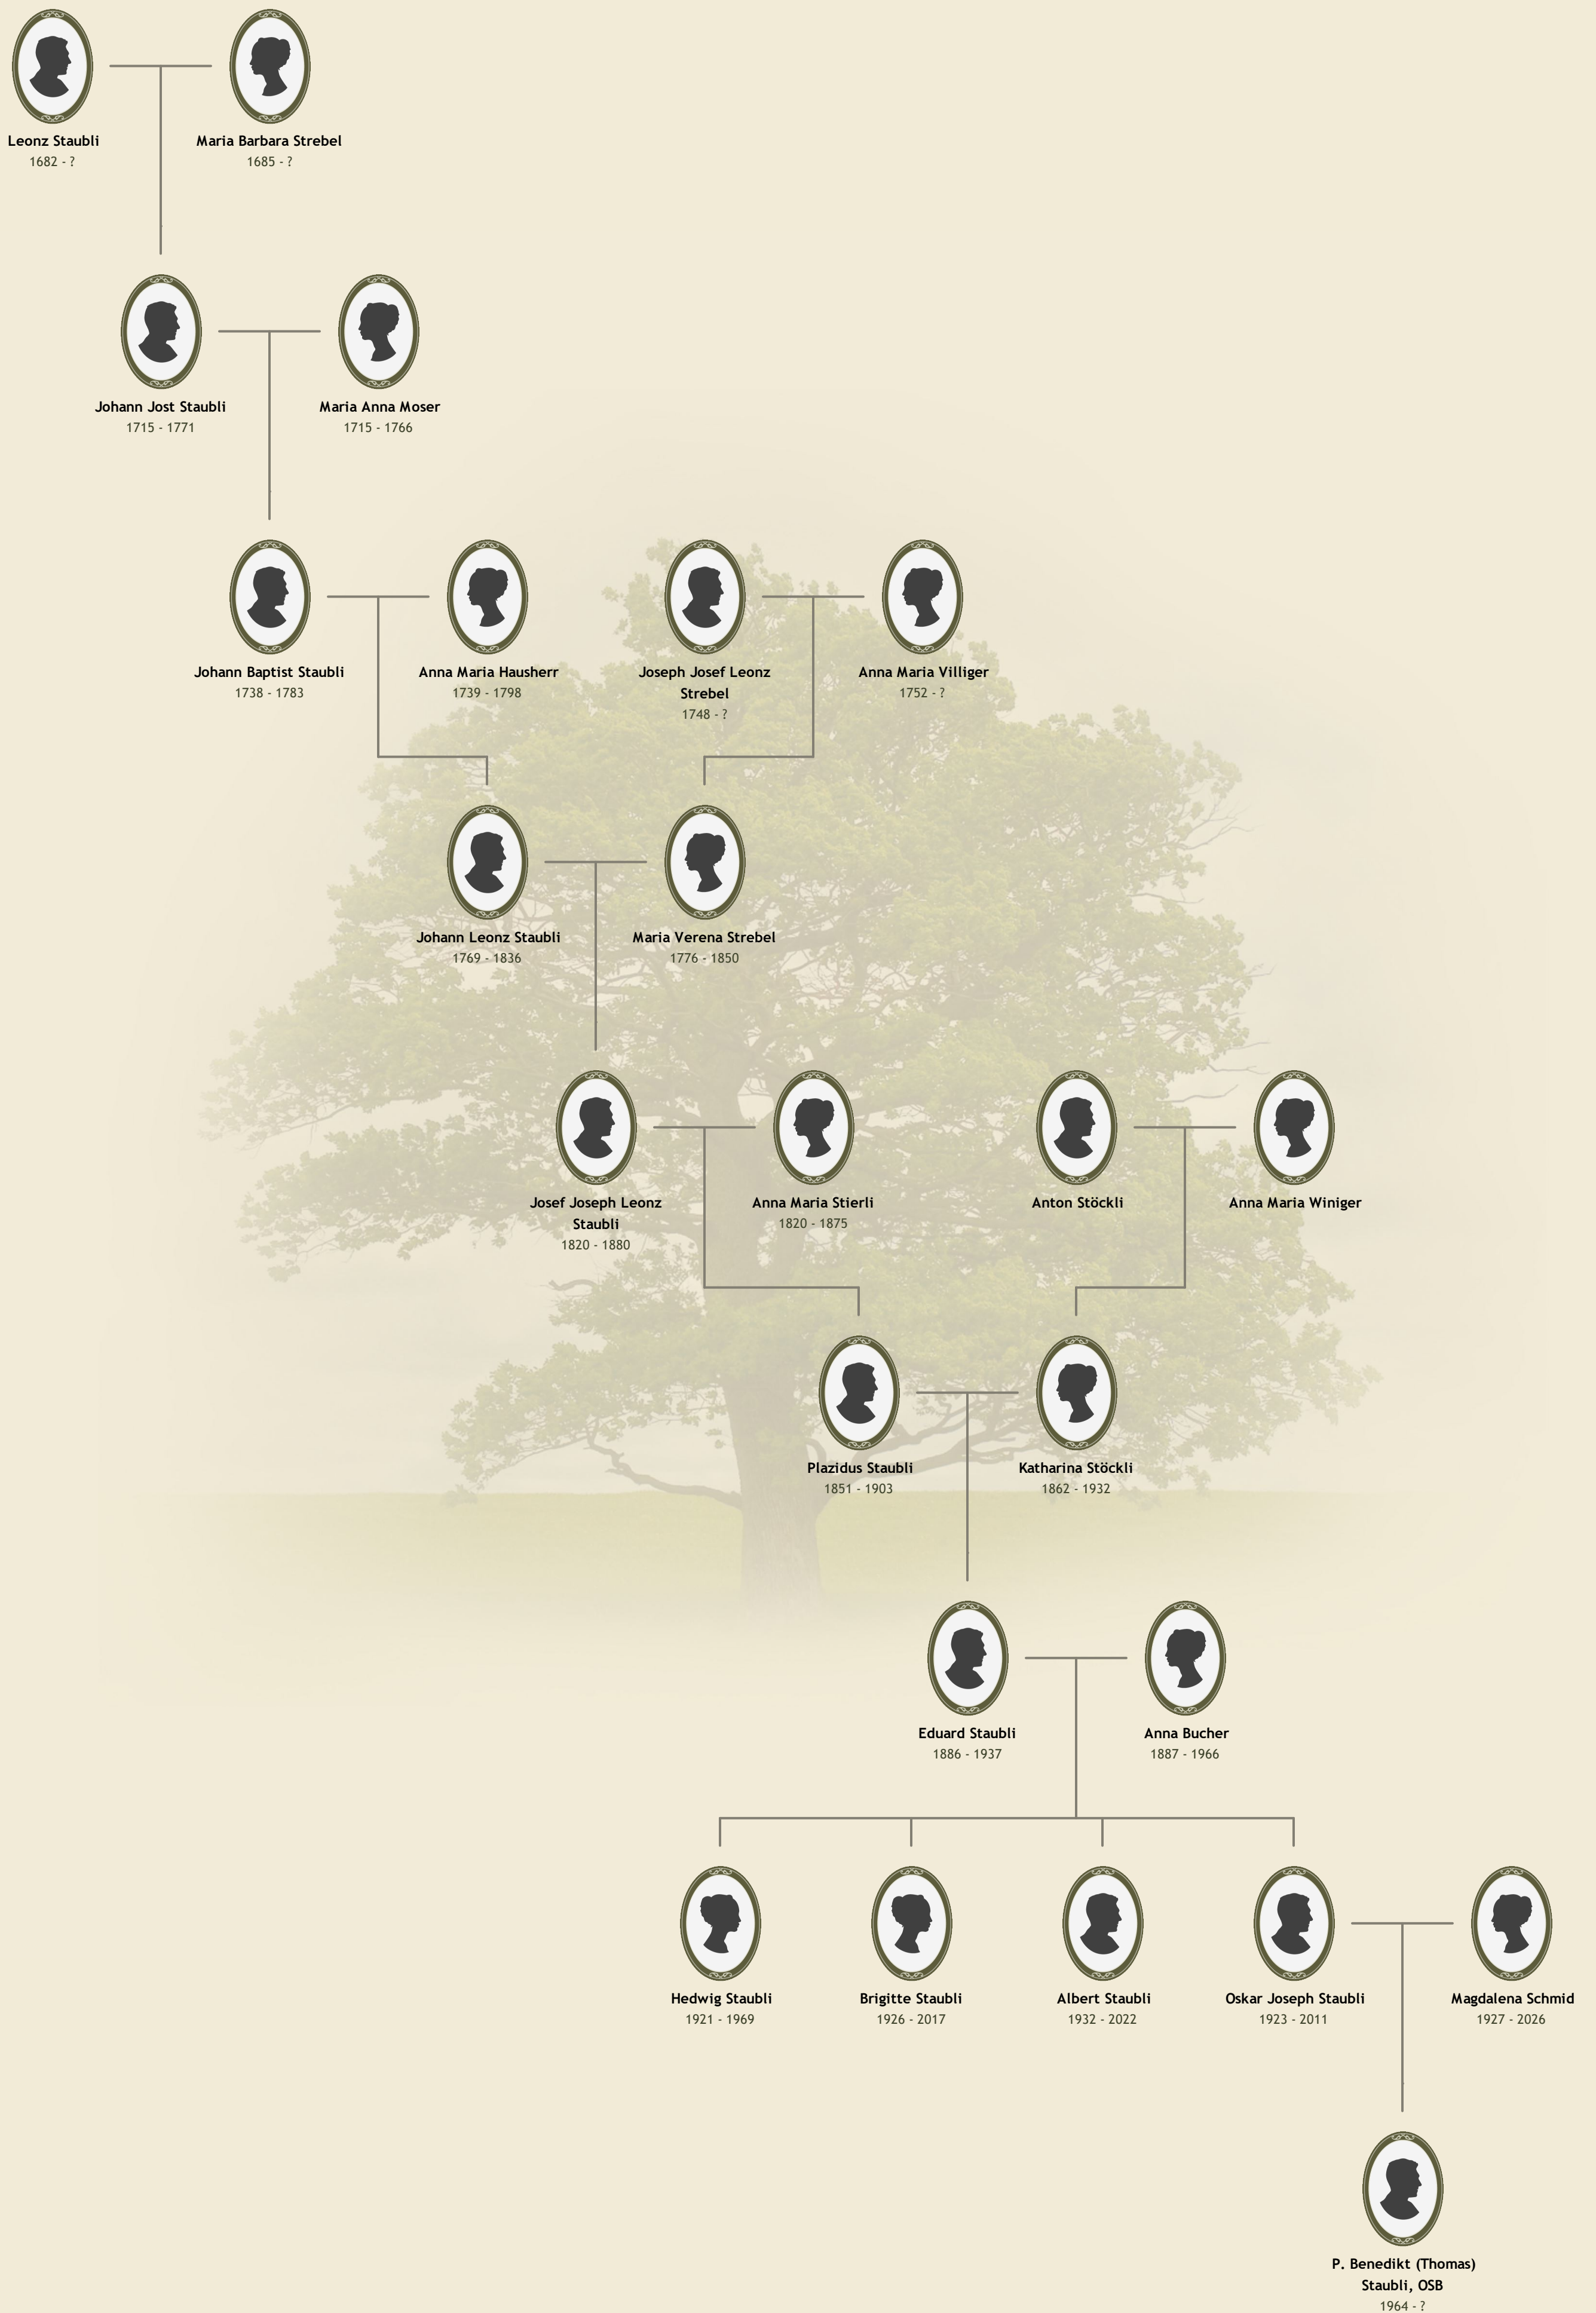 Leonz Staubli
1682 - ?
Maria Barbara Strebel
1685 - ?
Johann Jost Staubli
1715 - 1771
Maria Anna Moser
1715 - 1766
Johann Baptist Staubli
1738 - 1783
Anna Maria Hausherr
1739 - 1798
Joseph Josef Leonz
Strebel
1748 - ?
Anna Maria Villiger
1752 - ?
Johann Leonz Staubli
1769 - 1836
Maria Verena Strebel
1776 - 1850
Josef Joseph Leonz
Staubli
1820 - 1880
Anna Maria Stierli
1820 - 1875
Anton Stöckli
Anna Maria Winiger
Plazidus Staubli
1851 - 1903
Katharina Stöckli
1862 - 1932
Eduard Staubli
1886 - 1937
Anna Bucher
1887 - 1966
Hedwig Staubli
1921 - 1969
Brigitte Staubli
1926 - 2017
Albert Staubli
1932 - 2022
Oskar Joseph Staubli
1923 - 2011
Magdalena Schmid
1927 - 2026
P. Benedikt (Thomas)
Staubli, OSB
1964 - ?